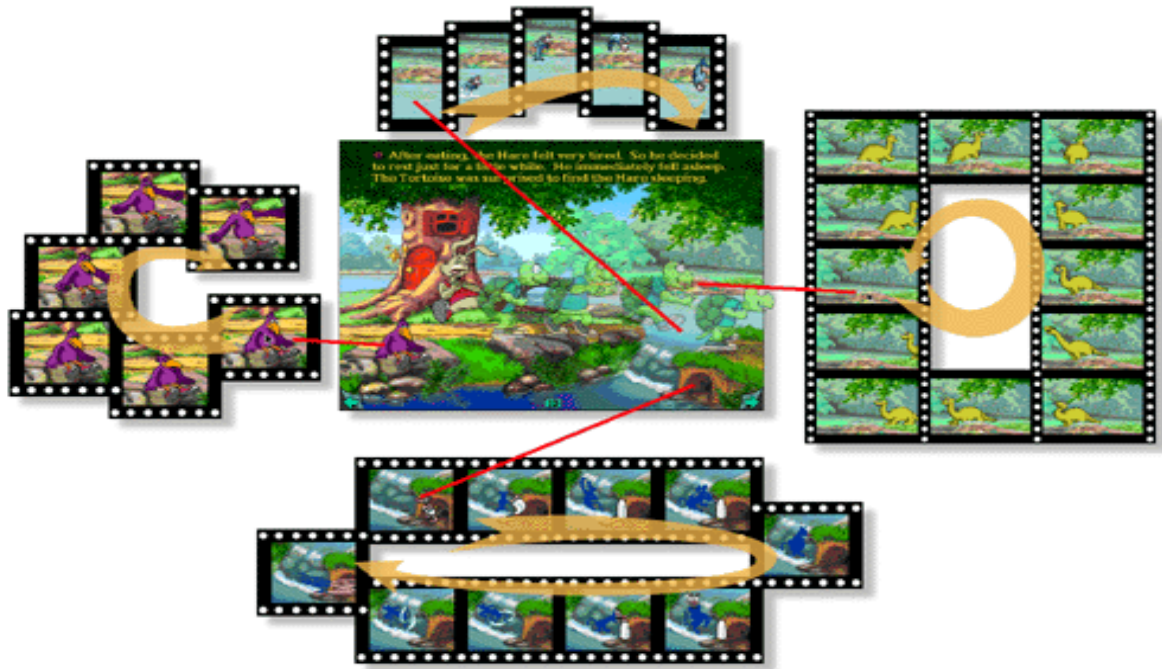 After eating, the Hare felt very tired. So he decided
to rest just for a little while. He immediately fell asleep.
The Tortoise was surprised to find the Hare sleeping.